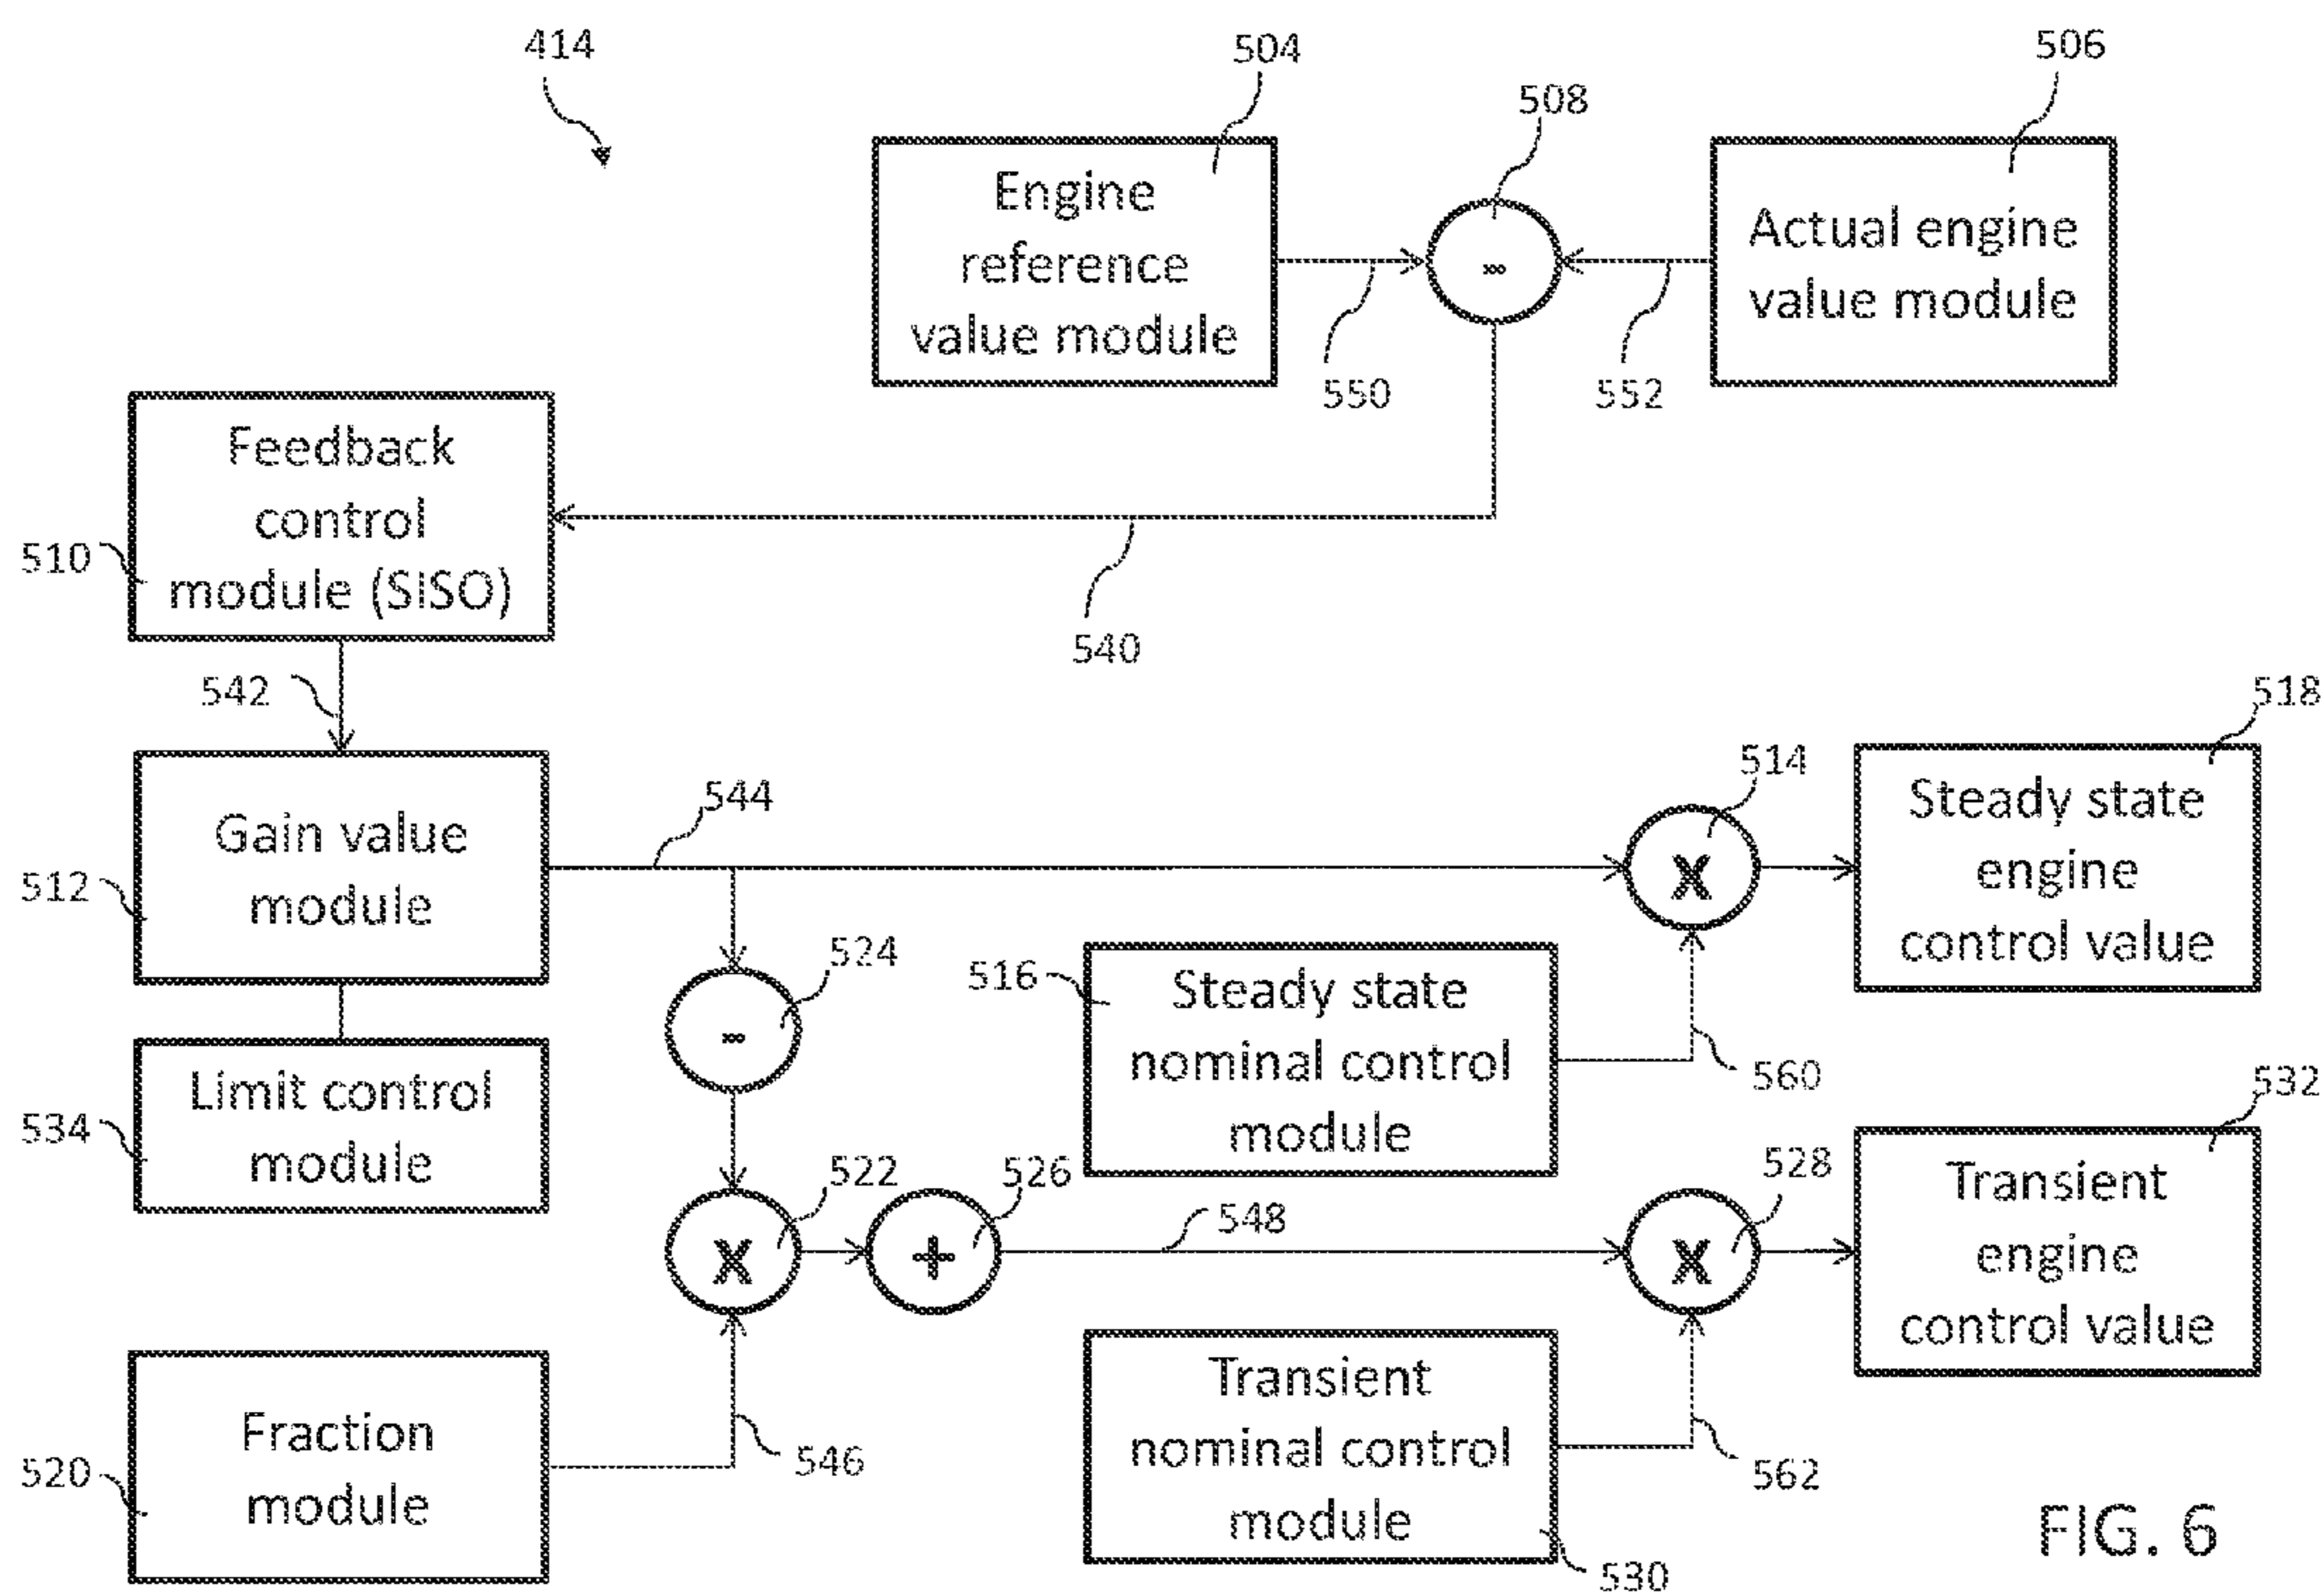 414
504
508
506
Engine
reference
value module
-
Actual engine
value module
550
552
Feedback
control
module (SISO)
510
540
542
518
514
544
Gain value
module
512
X
Steady state
engine
control value
524
-
516
Steady state
nominal control
module
560
532
Limit control
module
534
522
526
548
528
X
+
X
Transient
engine
control value
Fraction
module
520
546
Transient
nominal control
module
562
530
FIG. 6